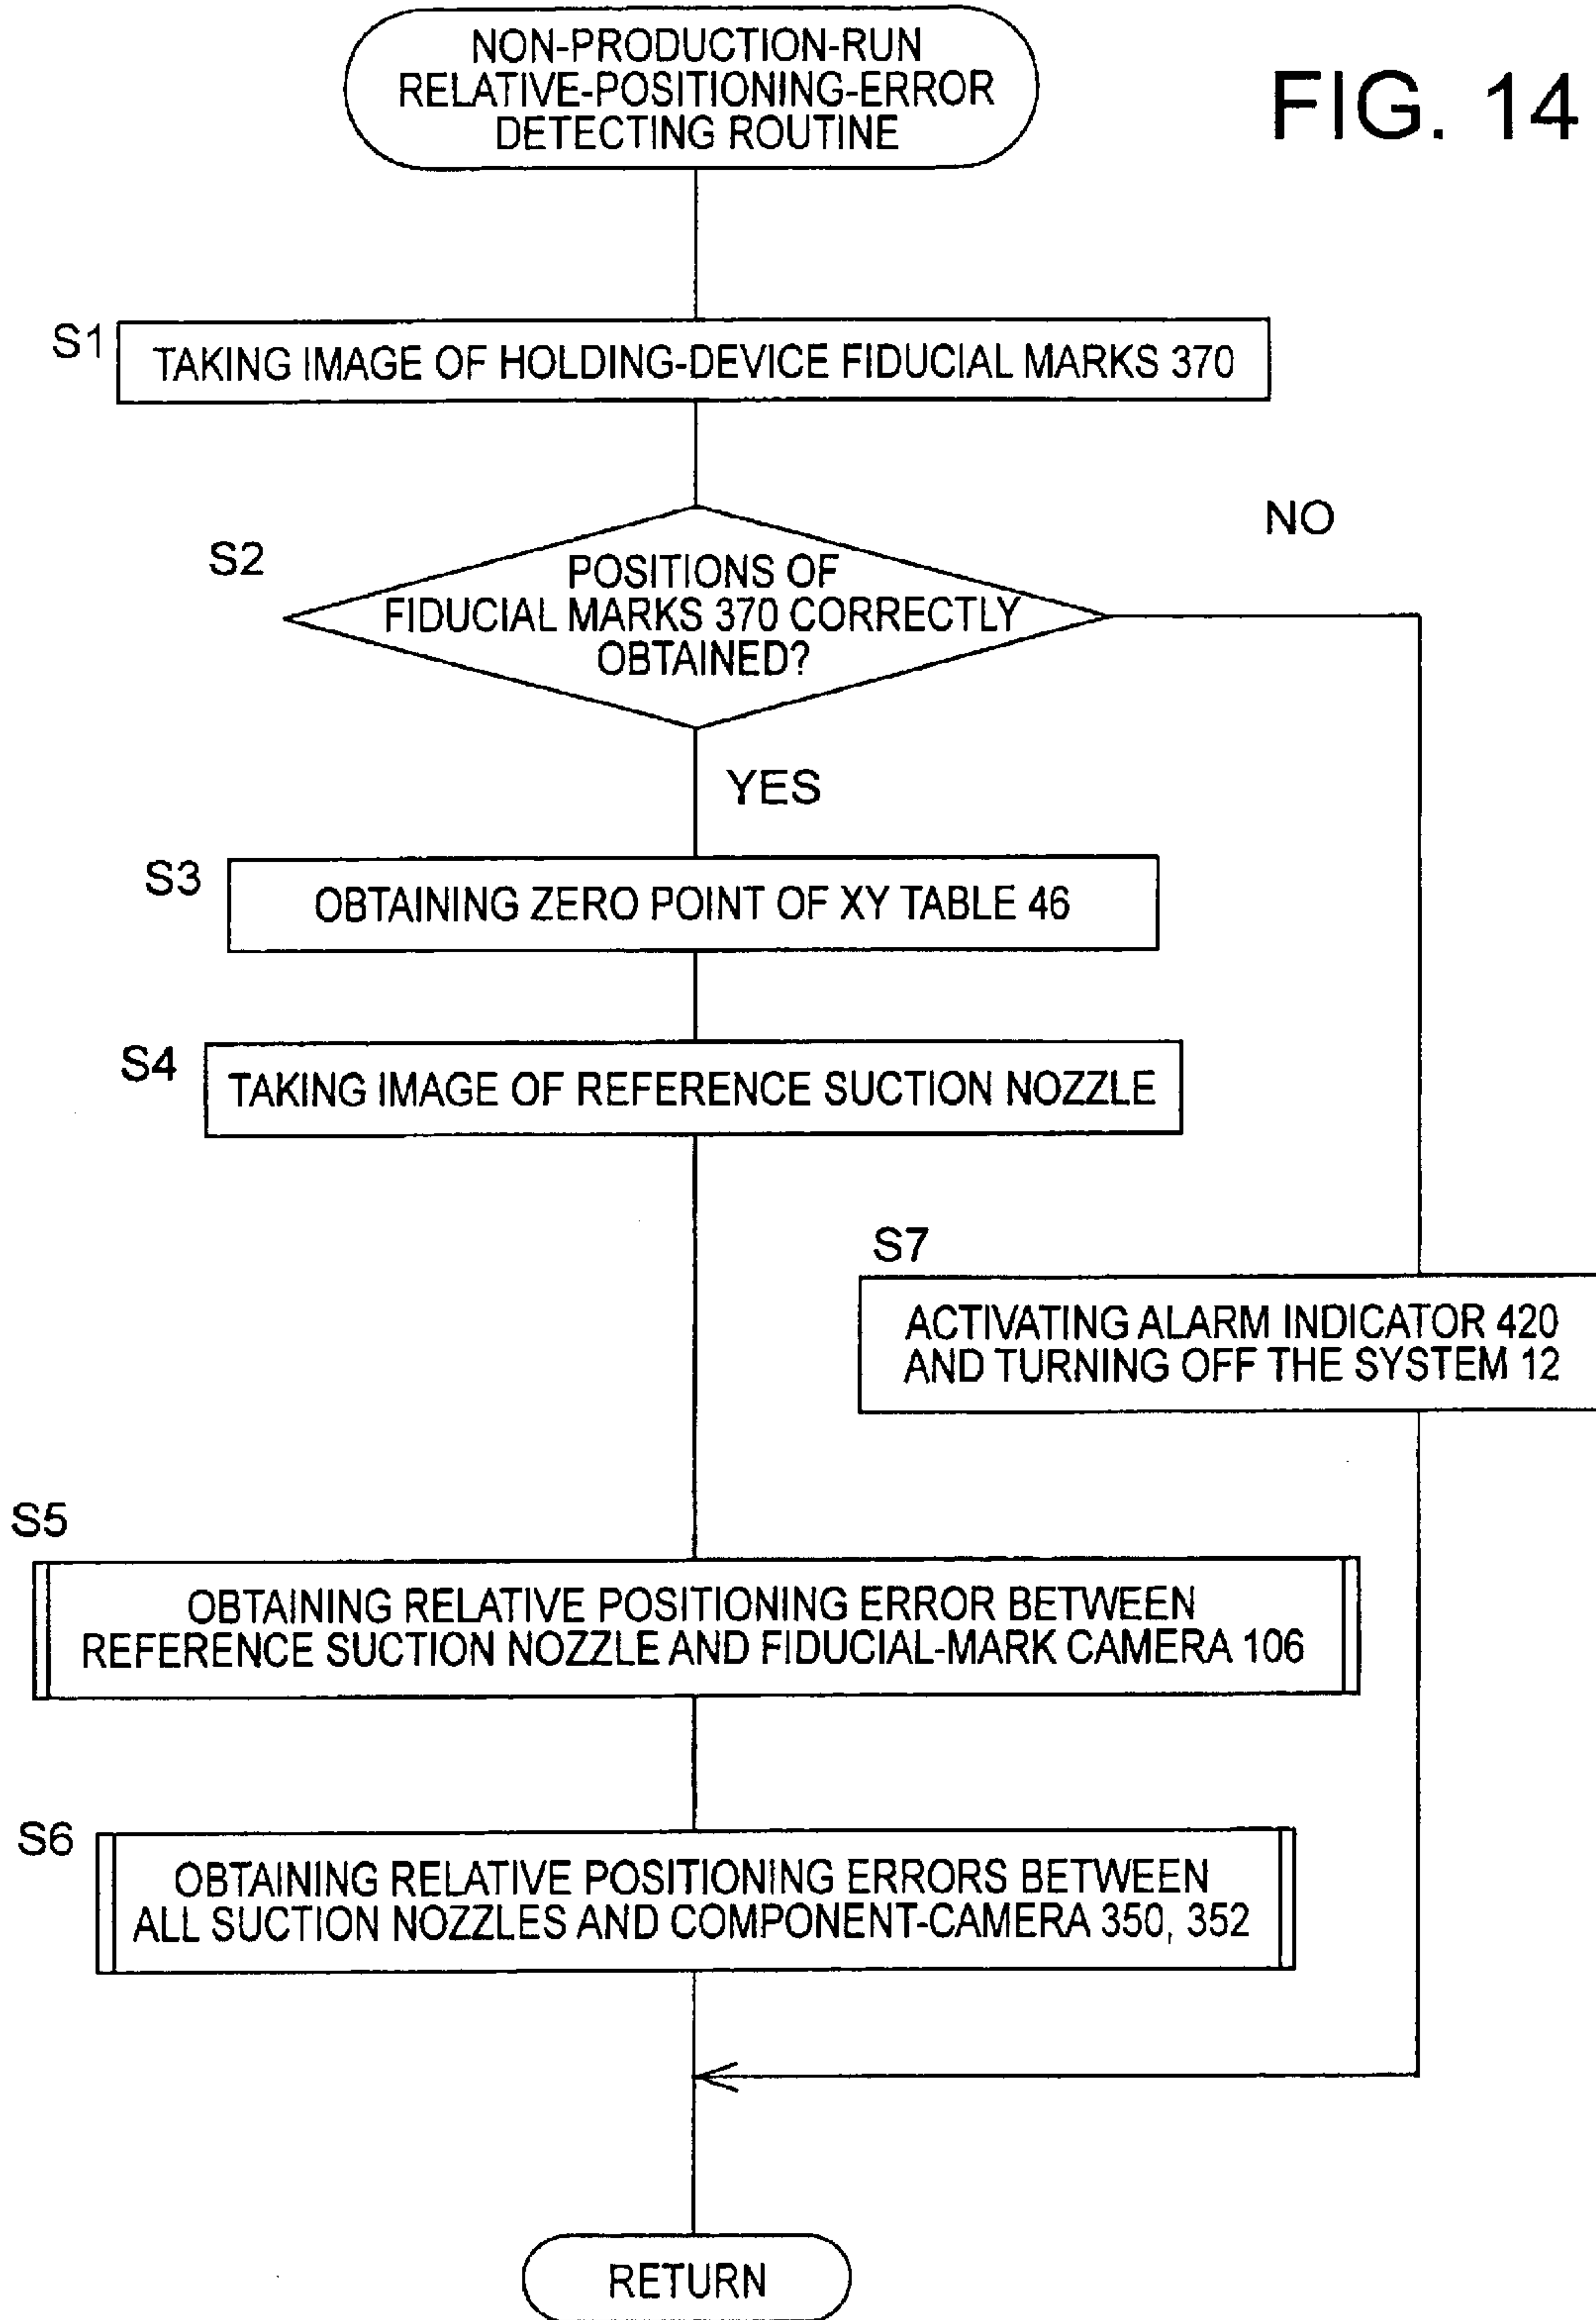 NON-PRODUCTION-RUN
RELATIVE-POSITIONING-ERROR
DETECTING ROUTINE
FIG. 14
S1
TAKING IMAGE OF HOLDING-DEVICE FIDUCIAL MARKS 370
S2
POSITIONS OF
FIDUCIAL MARKS 370 CORRECTLY
OBTAINED?
NO
YES
S3
OBTAINING ZERO POINT OF XY TABLE 46
S4
TAKING IMAGE OF REFERENCE SUCTION NOZZLE
S7
ACTIVATING ALARM INDICATOR 420
AND TURNING OFF THE SYSTEM 12
S5
OBTAINING RELATIVE POSITIONING ERROR BETWEEN
REFERENCE SUCTION NOZZLE AND FIDUCIAL-MARK CAMERA 106
S6
OBTAINING RELATIVE POSITIONING ERRORS BETWEEN
ALL SUCTION NOZZLES AND COMPONENT-CAMERA 350, 352
RETURN